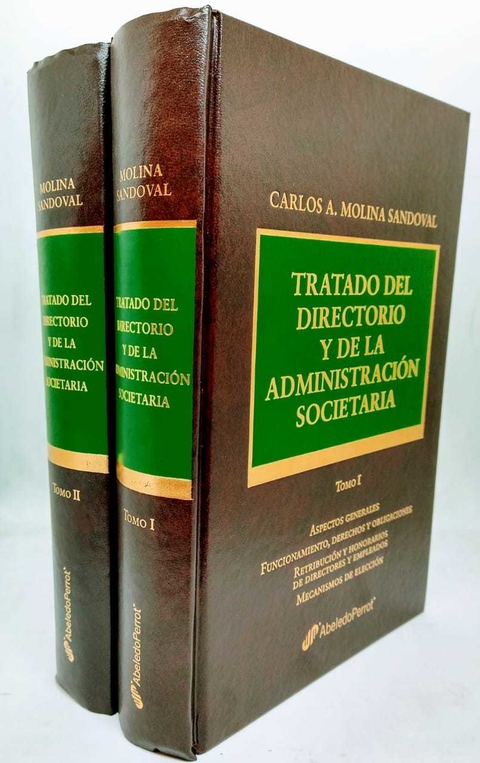 MOLINA
SANDOVAL
TRATADO DEL
DIRECTORIO
Y DE LA
ADMINISTRACIÓN
SOCIETARIA
TOMO II
AbeledoPerrot
MOLINA
SANDOVAL
TRATADO DEL
DIRECTORIO
Y DE LA
ADMINISTRACIÓN
SOCIETARIA
TOMO I
AbeledoPerrot
CARLOS A. MOLINA SANDOVAL
TRATADO DEL
DIRECTORIO
Y DE LA
ADMINISTRACIÓN
SOCIETARIA
TOMO I
ASPECTOS GENERALES
FUNCIONAMIENTO, DERECHOS Y OBLIGACIONES
RETRIBUCIÓN Y HONORARIOS
DE DIRECTORES Y EMPLEADOS
MECANISMOS DE ELECCIÓN
AbeledoPerrot